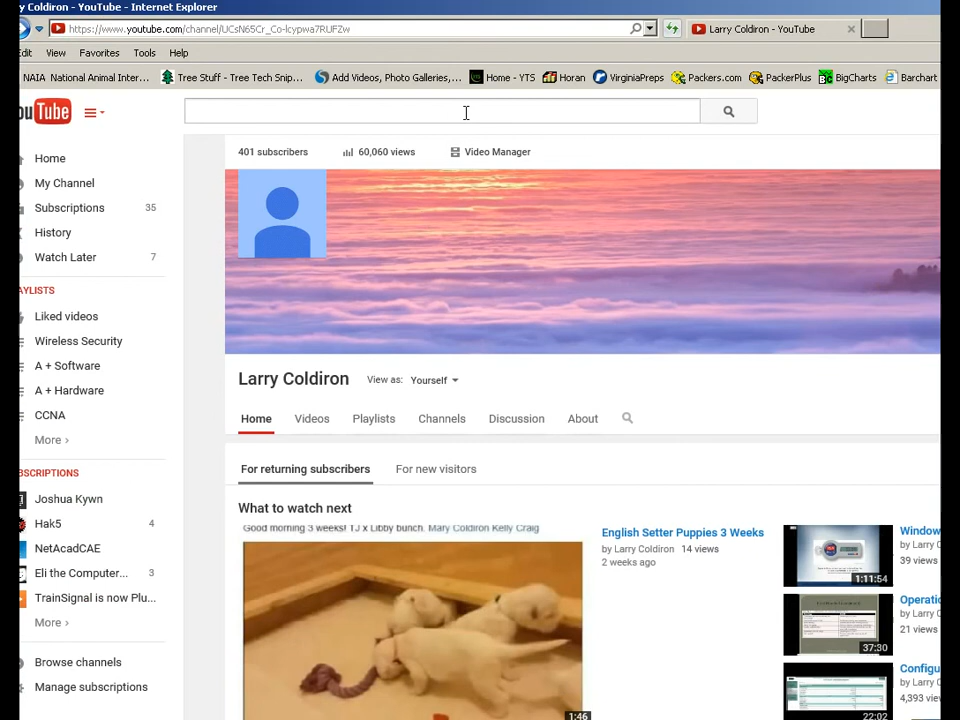 y Coldiron - YouTube - Internet Explorer
https://www.youtube.com/channel/UCsN65Cr_Co-lcypwa7RUFZw
Larry Coldiron - YouTube
dit View Favorites Tools Help
NAIA National Animal Inter...
Tree Stuff - Tree Tech Snip...
Add Videos, Photo Galleries,...
Home - YTS
Horan
VirginiaPreps
Packers.com
PackerPlus
BigCharts
Barchart
ouTube
Home
My Channel
Subscriptions 35
History
Watch Later 7
AYLISTS
Liked videos
Wireless Security
A + Software
A + Hardware
CCNA
More ›
BSCRIPTIONS
Joshua Kywn
Hak5 4
NetAcadCAE
Eli the Computer... 3
TrainSignal is now Plu...
More ›
Browse channels
Manage subscriptions
401 subscribers 60,060 views Video Manager
Larry Coldiron View as: Yourself
Home Videos Playlists Channels Discussion About
For returning subscribers For new visitors
What to watch next
Good morning 3 weeks! TJ x Libby bunch. Mary Coldiron Kelly Craig
1:46
English Setter Puppies 3 Weeks
by Larry Coldiron 14 views
2 weeks ago
1:11:54
Window
by Larry C
39 views
37:30
Operatio
by Larry C
21 views
22:02
Configu
by Larry C
4,393 view